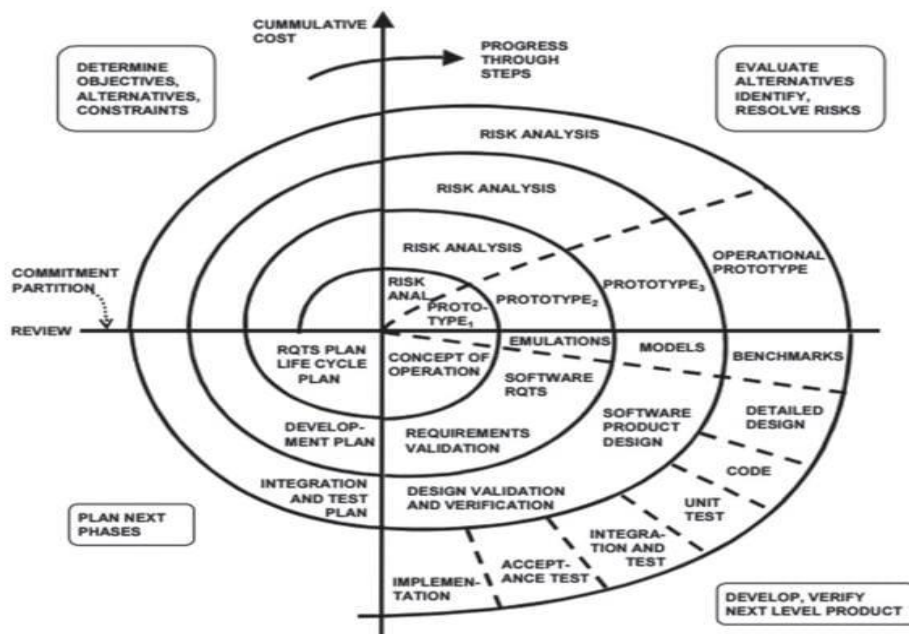 CUMMULATIVE
COST
PROGRESS
THROUGH
STEPS
DETERMINE
OBJECTIVES,
ALTERNATIVES,
CONSTRAINTS
EVALUATE
ALTERNATIVES
IDENTIFY,
RESOLVE RISKS
RISK ANALYSIS
RISK ANALYSIS
RISK ANALYSIS
RISK
ANAL.
COMMITMENT
PARTITION
REVIEW
PROTO-
TYPE1
PROTOTYPE2
PROTOTYPE3
OPERATIONAL
PROTOTYPE
EMULATIONS
MODELS
BENCHMARKS
RQTS PLAN
LIFE CYCLE
PLAN
CONCEPT OF
OPERATION
SOFTWARE
RQTS
SOFTWARE
PRODUCT
DESIGN
DETAILED
DESIGN
DEVELOP-
MENT PLAN
REQUIREMENTS
VALIDATION
CODE
UNIT
TEST
INTEGRATION
AND TEST
PLAN
DESIGN VALIDATION
AND VERIFICATION
INTEGRA-
TION AND
TEST
ACCEPT-
ANCE TEST
IMPLEMEN-
TATION
PLAN NEXT
PHASES
DEVELOP, VERIFY
NEXT LEVEL PRODUCT